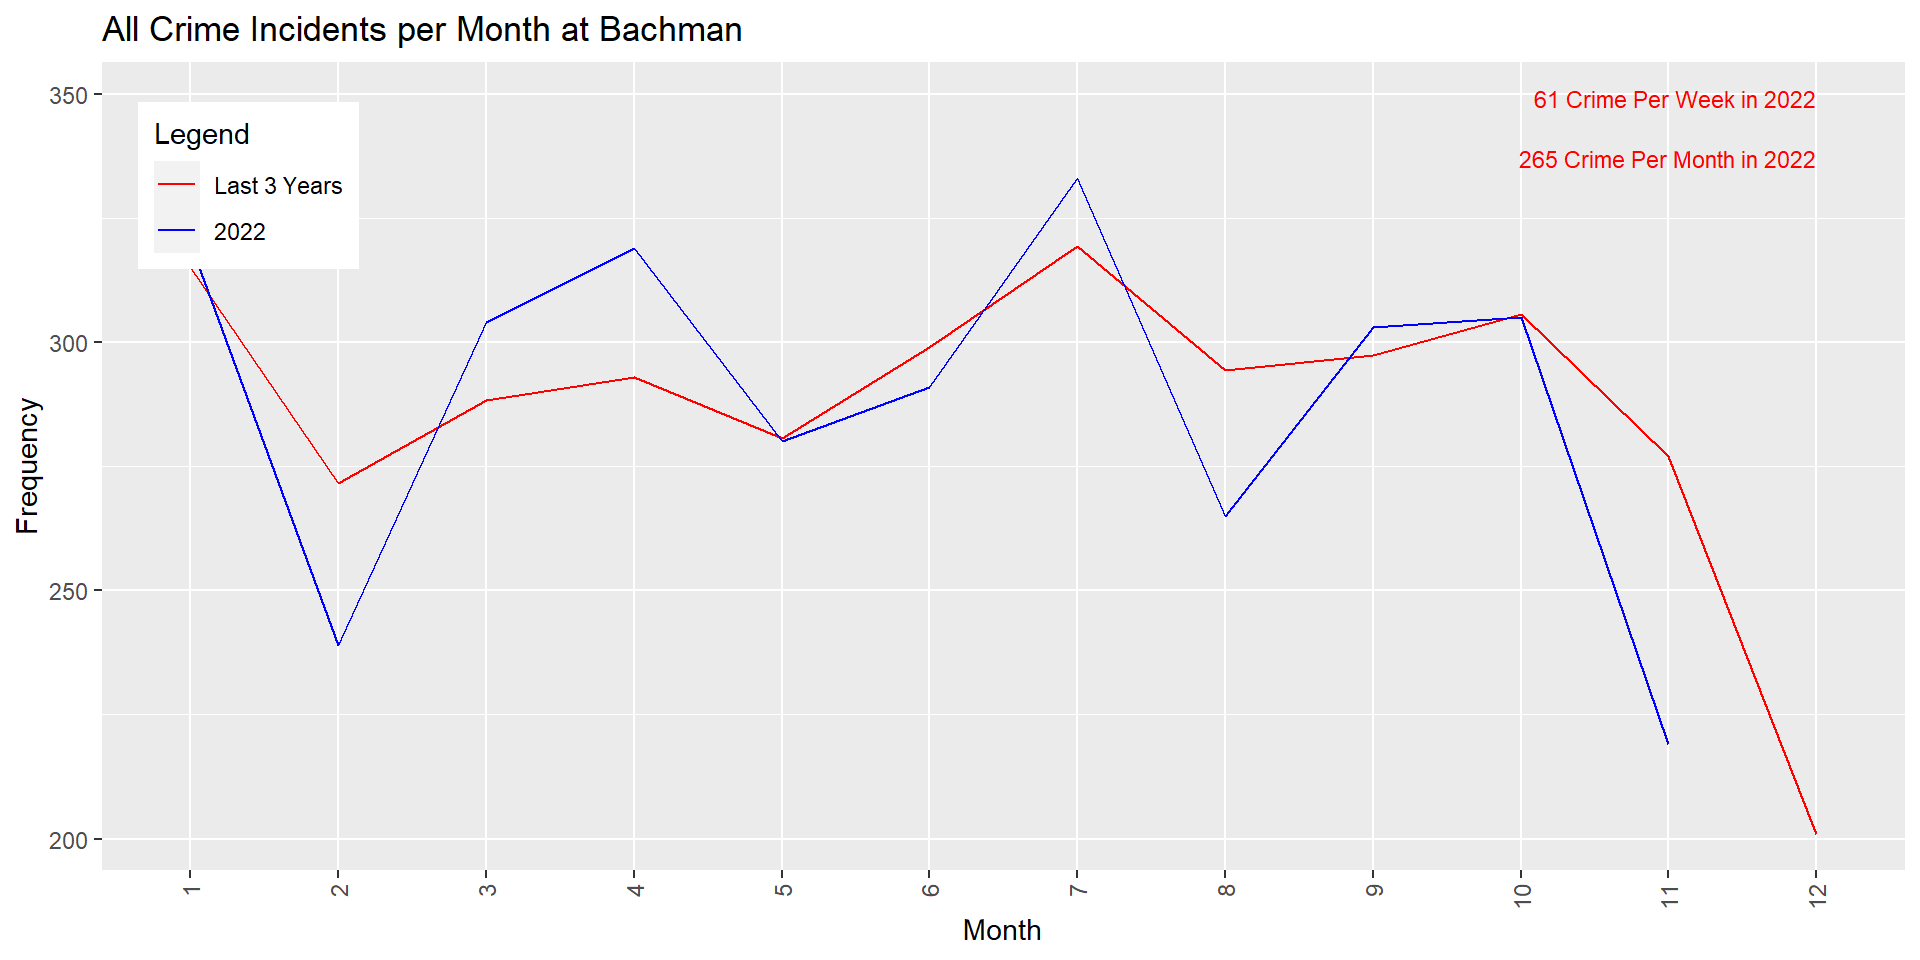 All Crime Incidents per Month at Bachman
350
300
250
200
Frequency
Legend
Last 3 Years
2022
61 Crime Per Week in 2022
265 Crime Per Month in 2022
1 2 3 4 5 6 7 8 9 10 11 12
Month